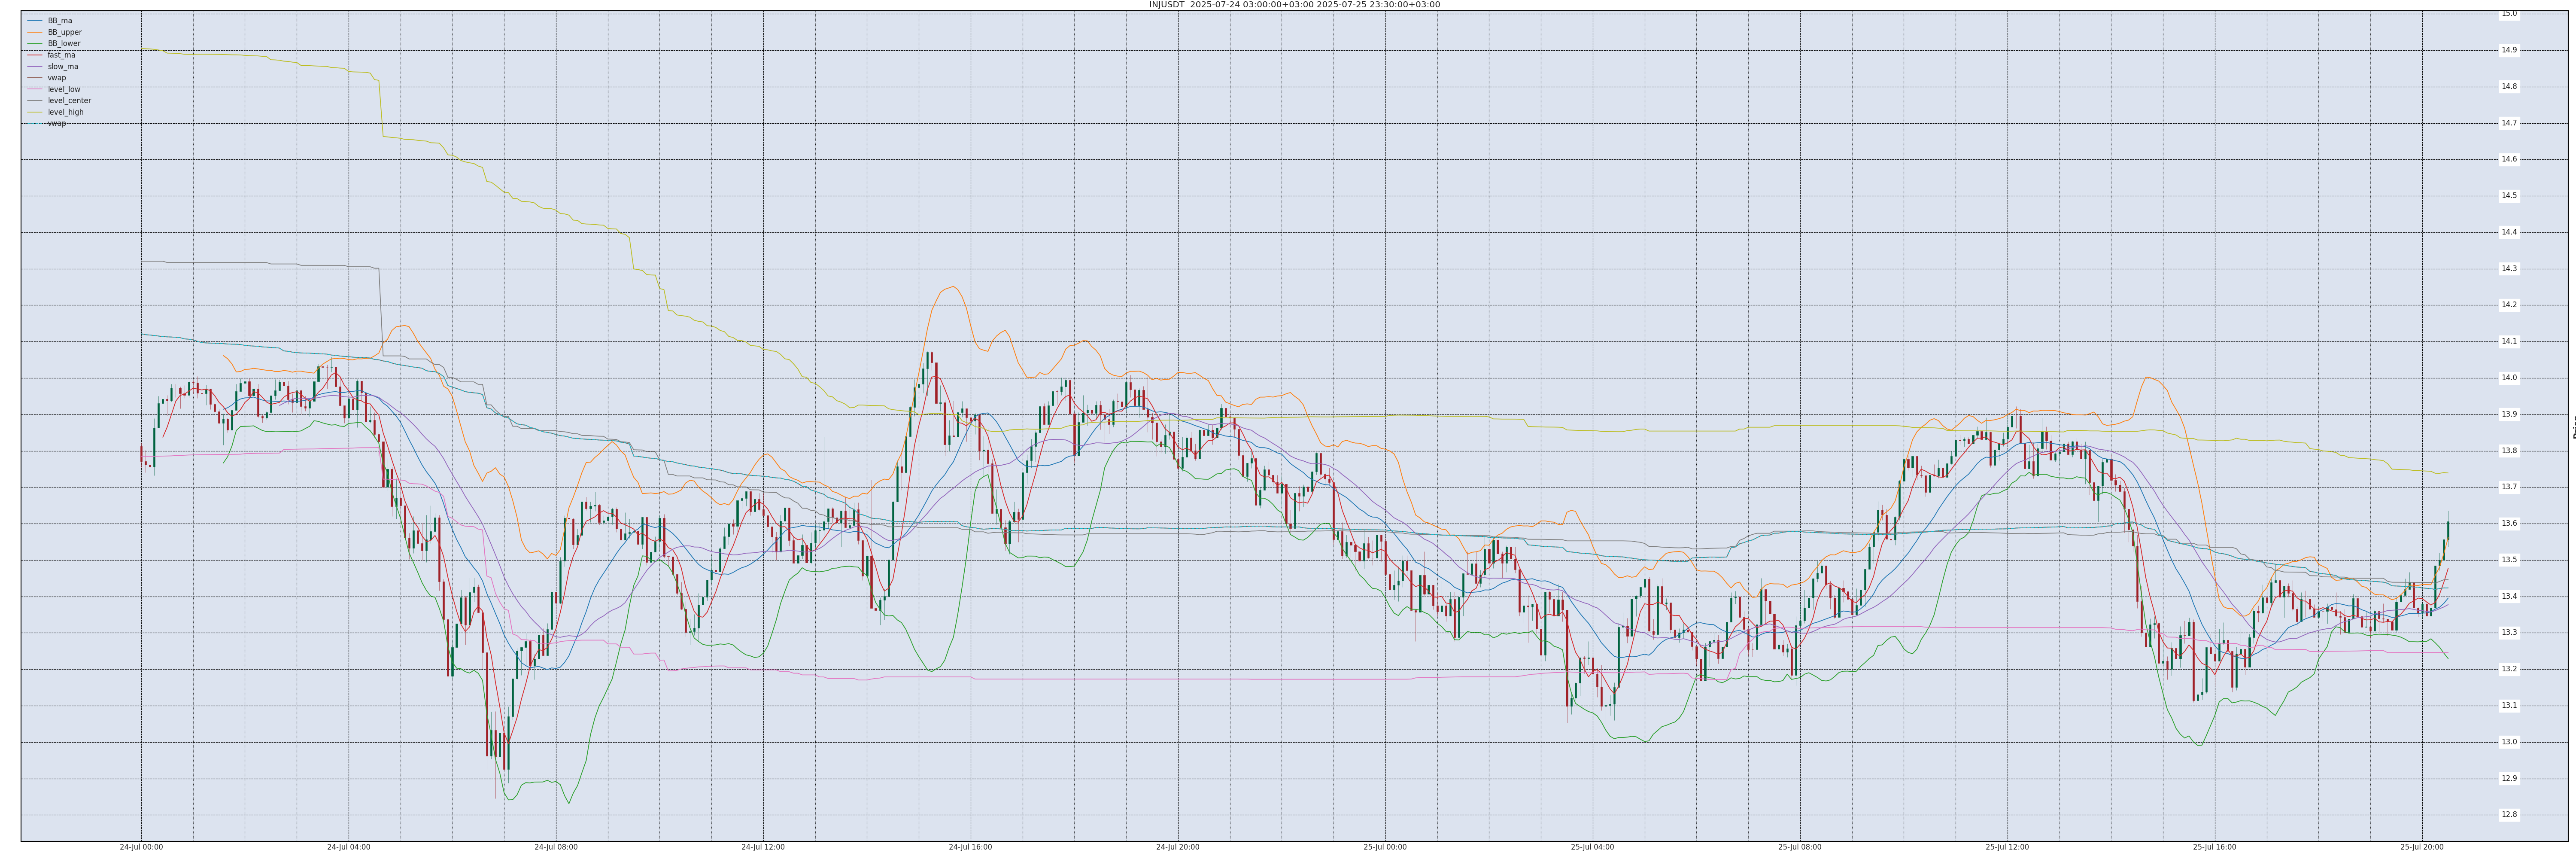 INJUSDT 2025-07-24 03:00:00+03:00 2025-07-25 23:30:00+03:00
BB_ma
BB_upper
BB_lower
fast_ma
slow_ma
vwap
level_low
level_center
level_high
vwap
15.0
14.9
14.8
14.7
14.6
14.5
14.4
14.3
14.2
14.1
14.0
13.9
13.8
13.7
13.6
13.5
13.4
13.3
13.2
13.1
13.0
12.9
12.8
24-Jul 00:00
24-Jul 04:00
24-Jul 08:00
24-Jul 12:00
24-Jul 16:00
24-Jul 20:00
25-Jul 00:00
25-Jul 04:00
25-Jul 08:00
25-Jul 12:00
25-Jul 16:00
25-Jul 20:00